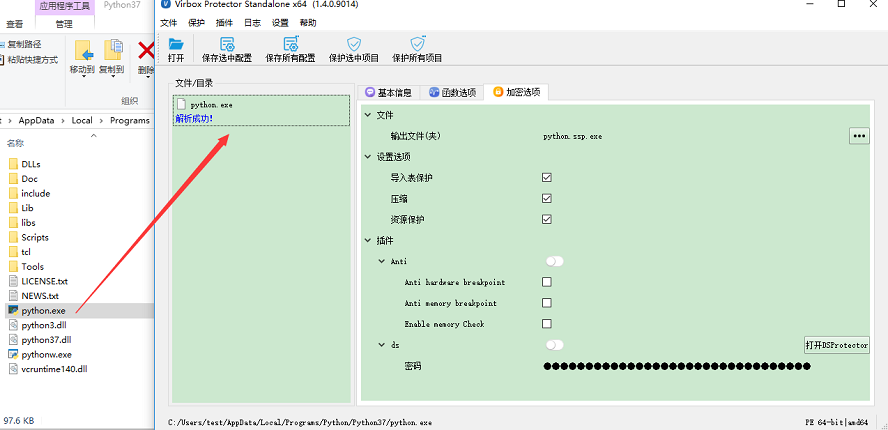 应用程序工具
Python37
查看
管理
复制路径
粘贴快捷方式
移动到
复制到
删除
组织
AppData
Local
Programs
名称
DLLs
Doc
include
Lib
libs
Scripts
tcl
Tools
LICENSE.txt
NEWS.txt
python.exe
python3.dll
python37.dll
pythonw.exe
vcruntime140.dll
97.6 KB
Virbox Protector Standalone x64 (1.4.0.9014)
文件 保护 插件 日志 设置 帮助
打开 保存选中配置 保存所有配置 保护选中项目 保护所有项目
文件/目录
python.exe
解析成功!
基本信息 函数选项 加密选项
文件
输出文件(夹) python.ssp.exe
设置选项
导入表保护
压缩
资源保护
插件
Anti
Anti hardware breakpoint
Anti memory breakpoint
Enable memory Check
ds 打开DSProtector
密码 ●●●●●●●●●●●●●●●●●●●●●●●●●●●●
C:/Users/test/AppData/Local/Programs/Python/Python37/python.exe
PE 64-bit|amd64